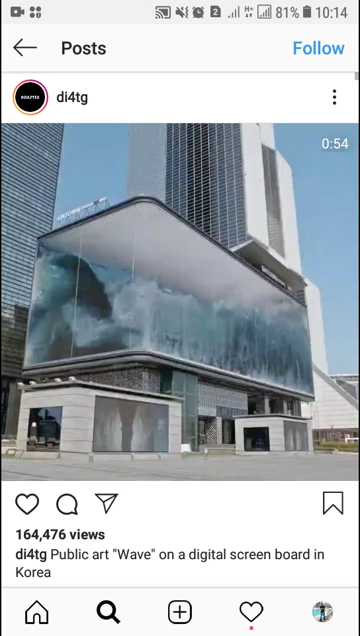 81% 10:14
Posts Follow
SCULPTED
di4tg
0:54
164,476 views
di4tg Public art "Wave" on a digital screen board in
Korea